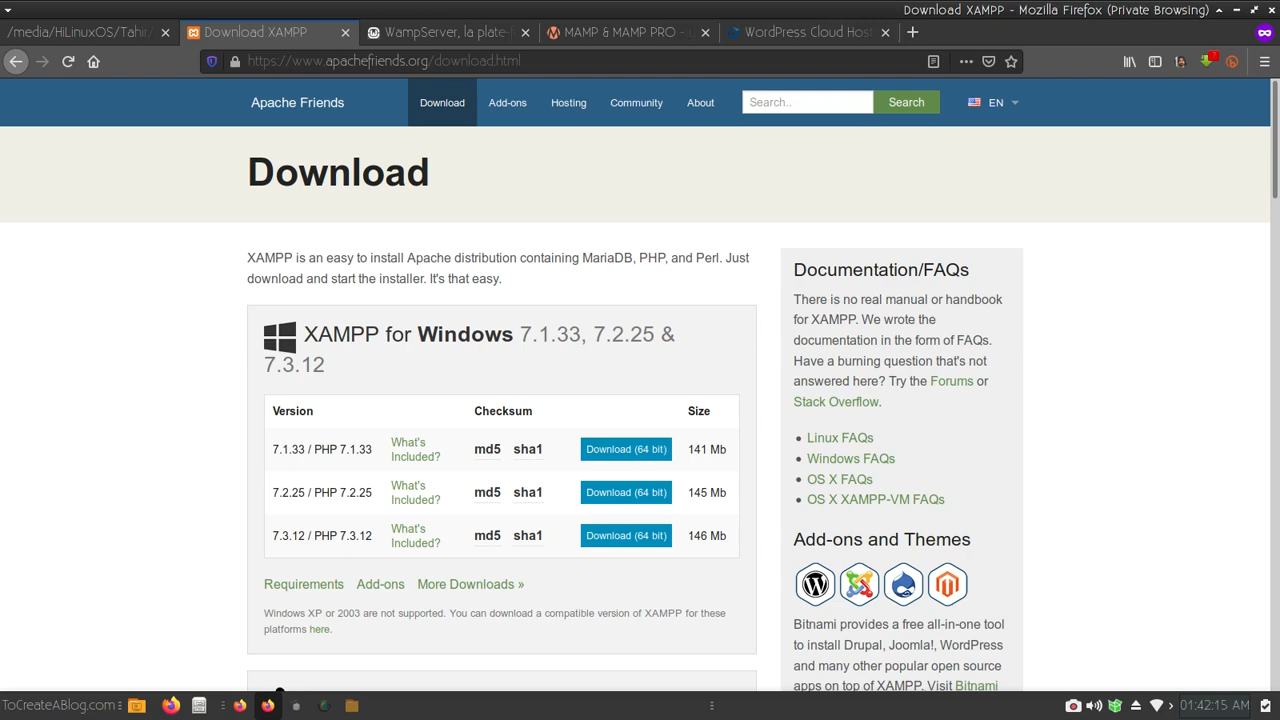 Download XAMPP - Mozilla Firefox (Private Browsing)
/media/HiLinuxOS/Tahir/
Download XAMPP
WampServer, la plate-f
MAMP & MAMP PRO -
WordPress Cloud Host
https://www.apachefriends.org/download.html
Apache Friends
Download
Add-ons
Hosting
Community
About
Search..
Search
EN
Download
XAMPP is an easy to install Apache distribution containing MariaDB, PHP, and Perl. Just
download and start the installer. It's that easy.
XAMPP for Windows 7.1.33, 7.2.25 &
7.3.12
Version Checksum Size
7.1.33 / PHP 7.1.33 What's Included? md5 sha1 Download (64 bit) 141 Mb
7.2.25 / PHP 7.2.25 What's Included? md5 sha1 Download (64 bit) 145 Mb
7.3.12 / PHP 7.3.12 What's Included? md5 sha1 Download (64 bit) 146 Mb
Requirements Add-ons More Downloads »
Windows XP or 2003 are not supported. You can download a compatible version of XAMPP for these
platforms here.
Documentation/FAQs
There is no real manual or handbook
for XAMPP. We wrote the
documentation in the form of FAQs.
Have a burning question that's not
answered here? Try the Forums or
Stack Overflow.
Linux FAQs
Windows FAQs
OS X FAQs
OS X XAMPP-VM FAQs
Add-ons and Themes
Bitnami provides a free all-in-one tool
to install Drupal, Joomla!, WordPress
and many other popular open source
apps on top of XAMPP. Visit Bitnami
ToCreateABlog.com
01:42:15 AM